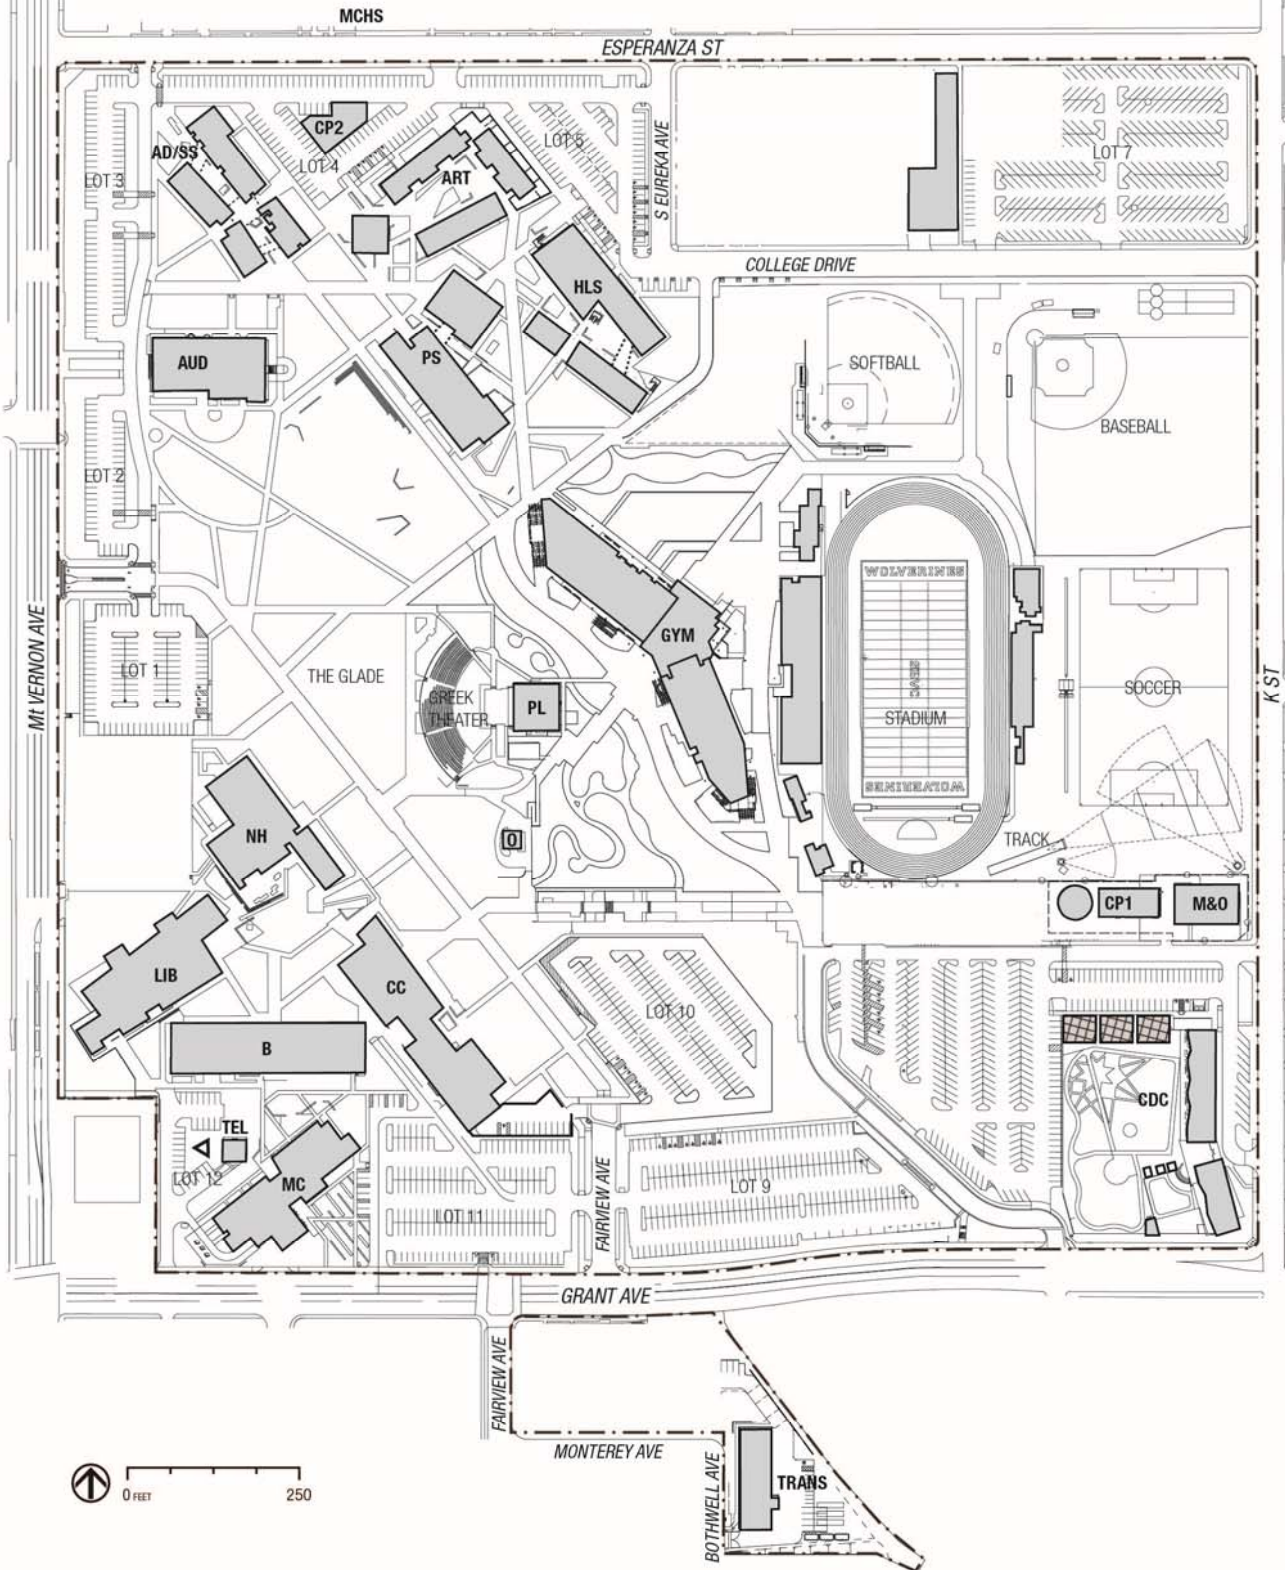 MCHS
ESPERANZA ST
CP2
LOT 5
AD/SS
LOT 4
LOT 7
S EUREKA AVE
LOT 3
ART
COLLEGE DRIVE
HLS
AUD
PS
SOFTBALL
BASEBALL
LOT 2
WOLVERINES
Mt VERNON AVE
GYM
LOT 1
THE GLADE
GREEK
THEATER
PL
SBVC
STADIUM
SOCCER
K ST
WOLVERINES
NH
O
TRACK
CP1
M&O
LIB
CC
LOT 10
B
CDC
TEL
LOT 12
MC
LOT 9
LOT 11
FAIRVIEW AVE
GRANT AVE
FAIRVIEW AVE
MONTEREY AVE
BOTHWELL AVE
TRANS
0 FEET
250